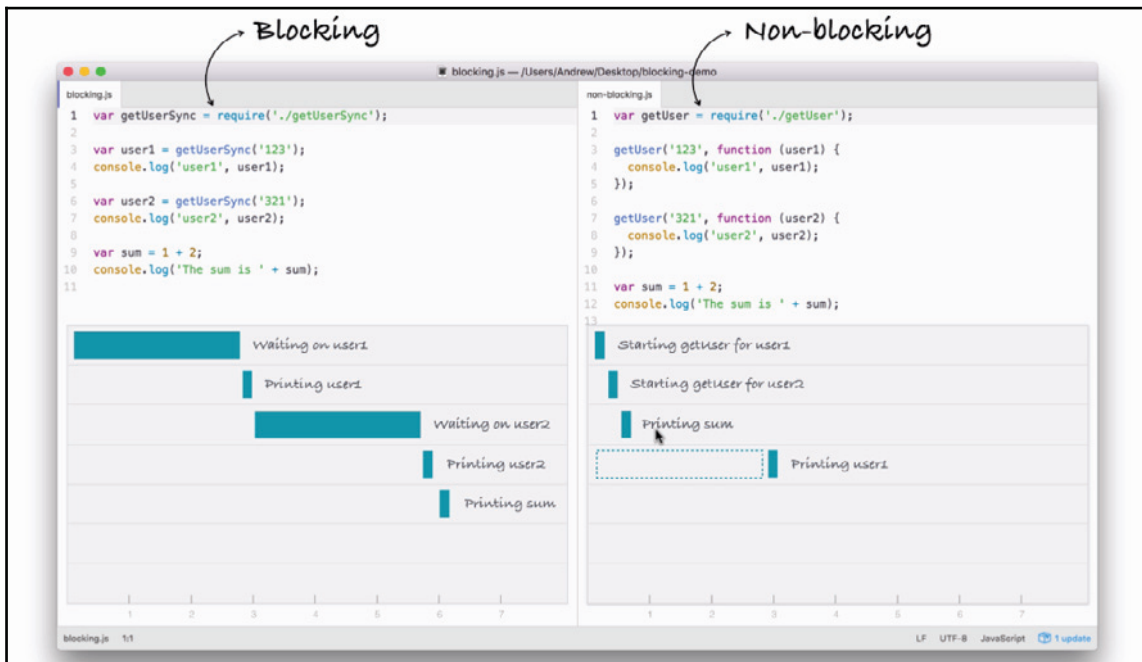 Blocking
Non-blocking
blocking.js — /Users/Andrew/Desktop/blocking-demo
blocking.js
1 var getUserSync = require('./getUserSync');
2
3 var user1 = getUserSync('123');
4 console.log('user1', user1);
5
6 var user2 = getUserSync('321');
7 console.log('user2', user2);
8
9 var sum = 1 + 2;
10 console.log('The sum is ' + sum);
11
Waiting on user1
Printing user1
Waiting on user2
Printing user2
Printing sum
1 2 3 4 5 6 7
non-blocking.js
1 var getUser = require('./getUser');
2
3 getUser('123', function (user1) {
4 console.log('user1', user1);
5 });
6
7 getUser('321', function (user2) {
8 console.log('user2', user2);
9 });
10
11 var sum = 1 + 2;
12 console.log('The sum is ' + sum);
13
Starting getUser for user1
Starting getUser for user2
Printing sum
Printing user1
1 2 3 4 5 6 7
blocking.js 1:1
LF UTF-8 JavaScript 1 update